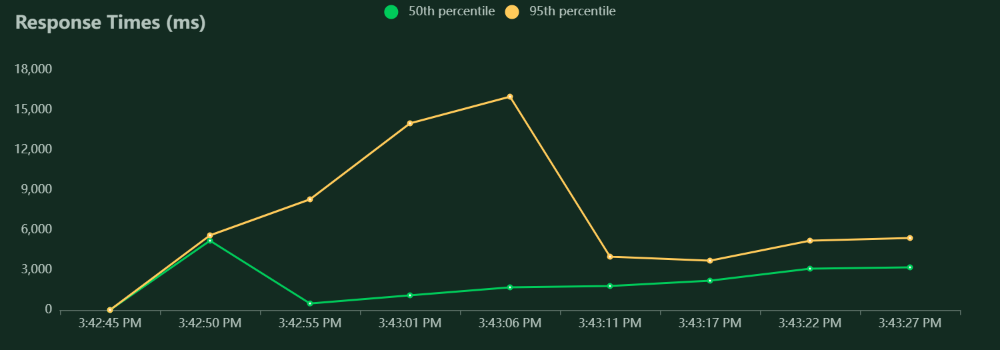 50th percentile 95th percentile
Response Times (ms)
18,000
15,000
12,000
9,000
6,000
3,000
0
3:42:45 PM 3:42:50 PM 3:42:55 PM 3:43:01 PM 3:43:06 PM 3:43:11 PM 3:43:17 PM 3:43:22 PM 3:43:27 PM